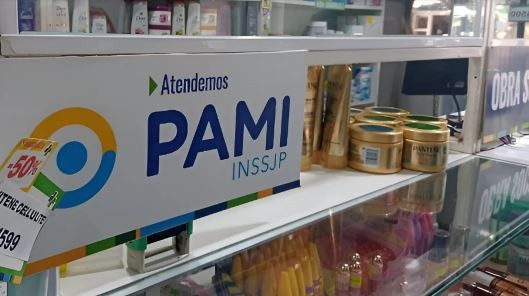 Atendemos
PAMI
INSSJP
-50%
599
OBRA S
PANTENE